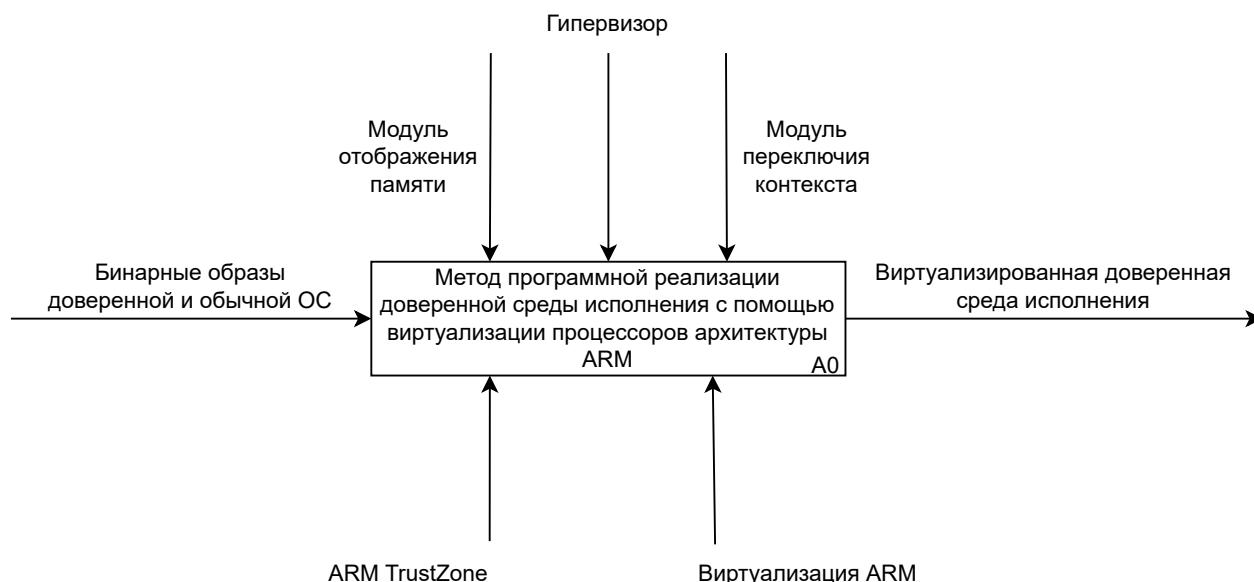 Гипервизор
Модуль
отображения
памяти
Модуль
переключия
контекста
Бинарные образы
доверенной и обычной ОС
Метод программной реализации
доверенной среды исполнения с помощью
виртуализации процессоров архитектуры
ARM
A0
Виртуализированная доверенная
среда исполнения
ARM TrustZone
Виртуализация ARM